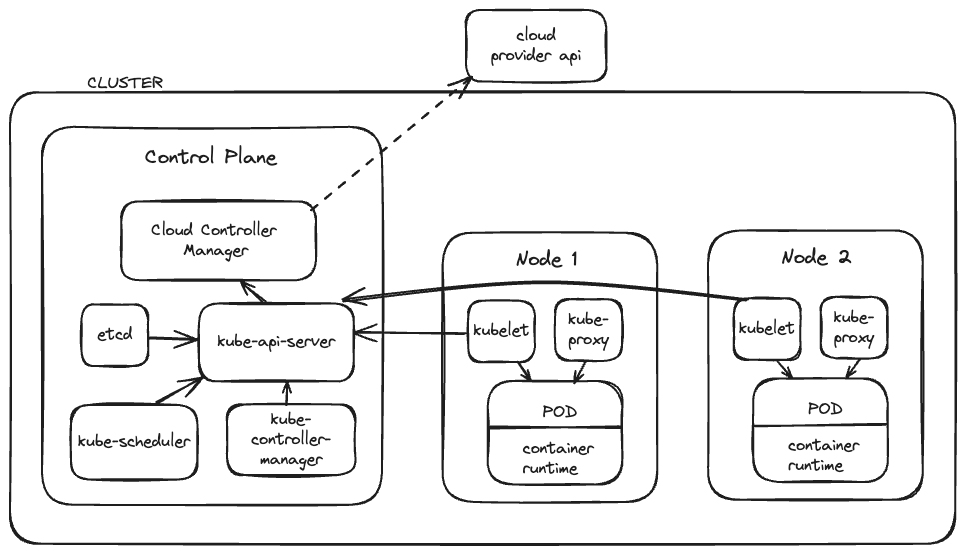 cloud
provider api
CLUSTER
Control Plane
Cloud Controller
Manager
etcd
kube-api-server
kube-scheduler
kube-
controller-
manager
Node 1
kubelet
kube-
proxy
POD
container
runtime
Node 2
kubelet
kube-
proxy
POD
container
runtime